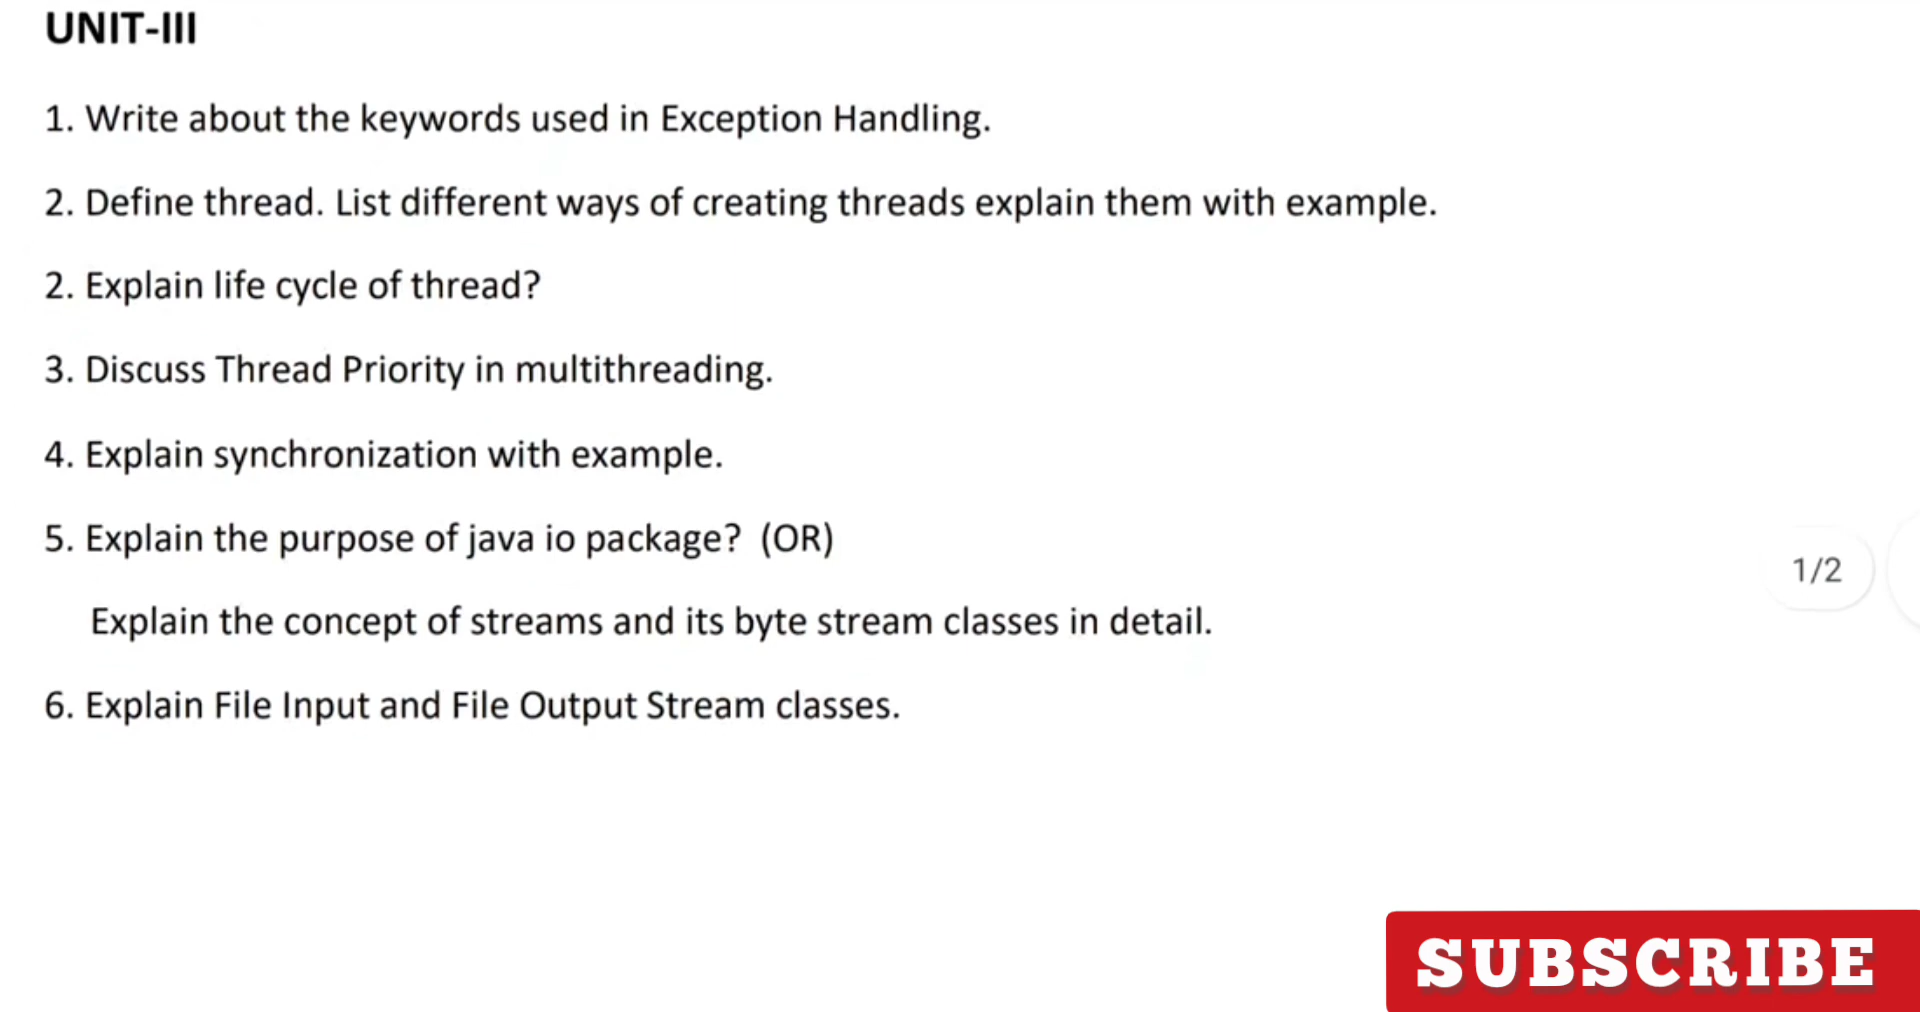 UNIT-III
1. Write about the keywords used in Exception Handling.
2. Define thread. List different ways of creating threads explain them with example.
2. Explain life cycle of thread?
3. Discuss Thread Priority in multithreading.
4. Explain synchronization with example.
5. Explain the purpose of java io package? (OR)
Explain the concept of streams and its byte stream classes in detail.
6. Explain File Input and File Output Stream classes.
1/2
SUBSCRIBE